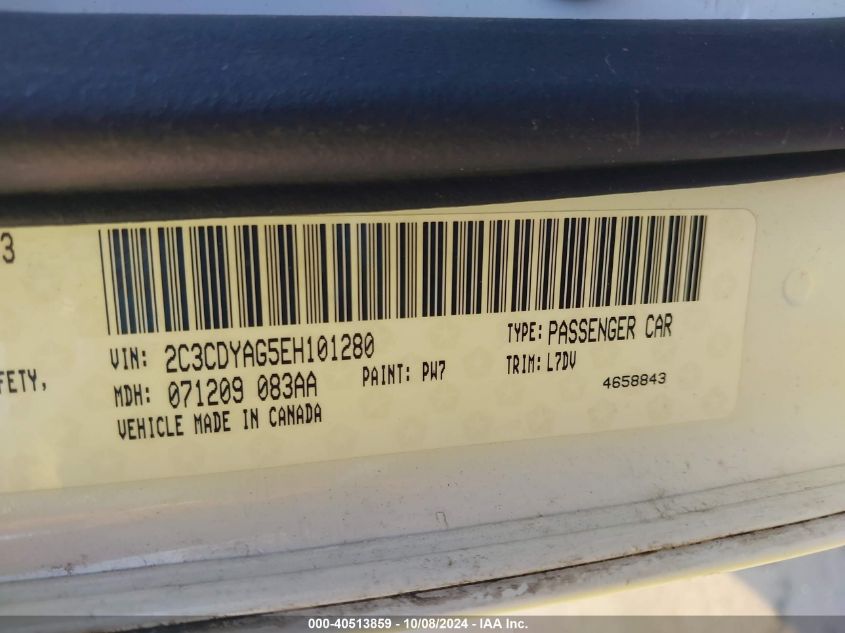 3
VIN: 2C3CDYAG5EH101280
TYPE: PASSENGER CAR
FETY,
MDH: 071209 083AA
PAINT: PW7
TRIM: L7DV
4658843
VEHICLE MADE IN CANADA
000-40513859 - 10/08/2024 - IAA Inc.